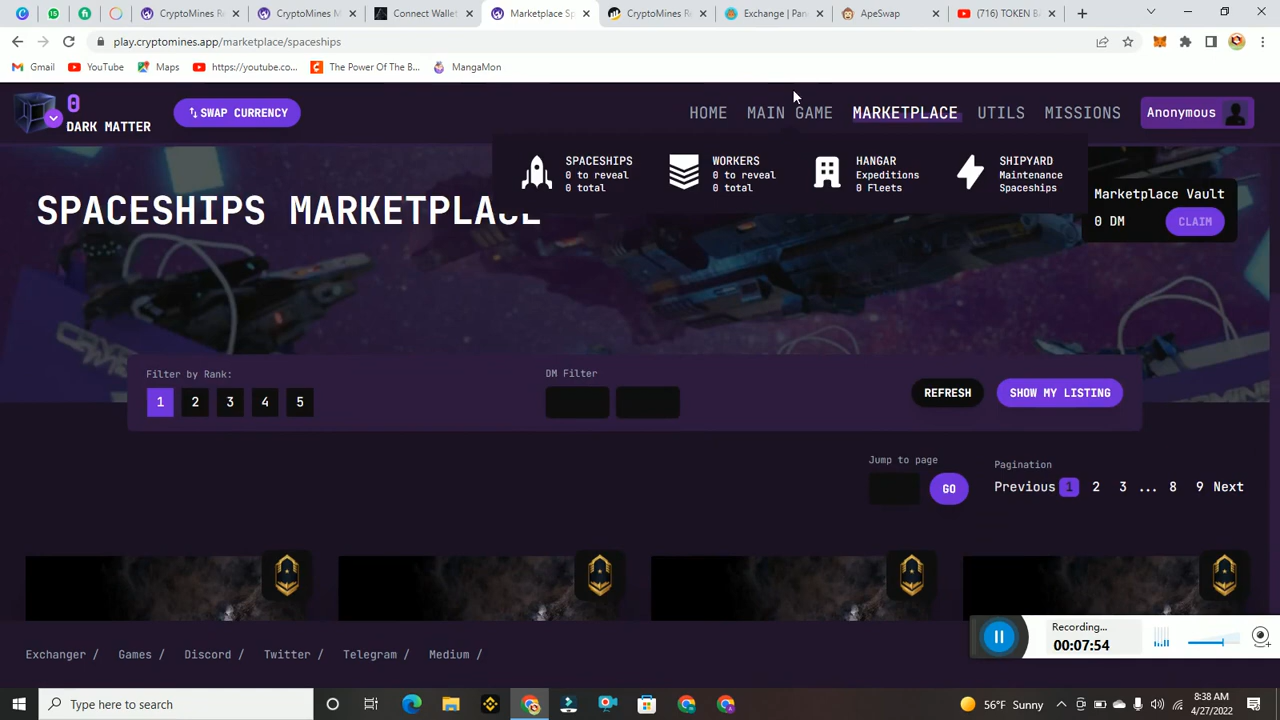 CryptoMines Re
CryptoMines M
Connect Wallet
Marketplace Sp
CryptoMines Re
Exchange | Pan
ApeSwap
(716) TOKEN BA
play.cryptomines.app/marketplace/spaceships
Gmail
YouTube
Maps
https://youtube.co...
The Power Of The B...
MangaMon
0
DARK MATTER
SWAP CURRENCY
HOME
MAIN GAME
MARKETPLACE
UTILS
MISSIONS
Anonymous
SPACESHIPS
0 to reveal
0 total
WORKERS
0 to reveal
0 total
HANGAR
Expeditions
0 Fleets
SHIPYARD
Maintenance
Spaceships
SPACESHIPS MARKETPLACE
Marketplace Vault
0 DM
CLAIM
Filter by Rank:
1 2 3 4 5
DM Filter
REFRESH
SHOW MY LISTING
Jump to page
GO
Pagination
Previous 1 2 3 ... 8 9 Next
Recording...
00:07:54
Exchanger / Games / Discord / Twitter / Telegram / Medium /
Type here to search
56°F Sunny
8:38 AM
4/27/2022